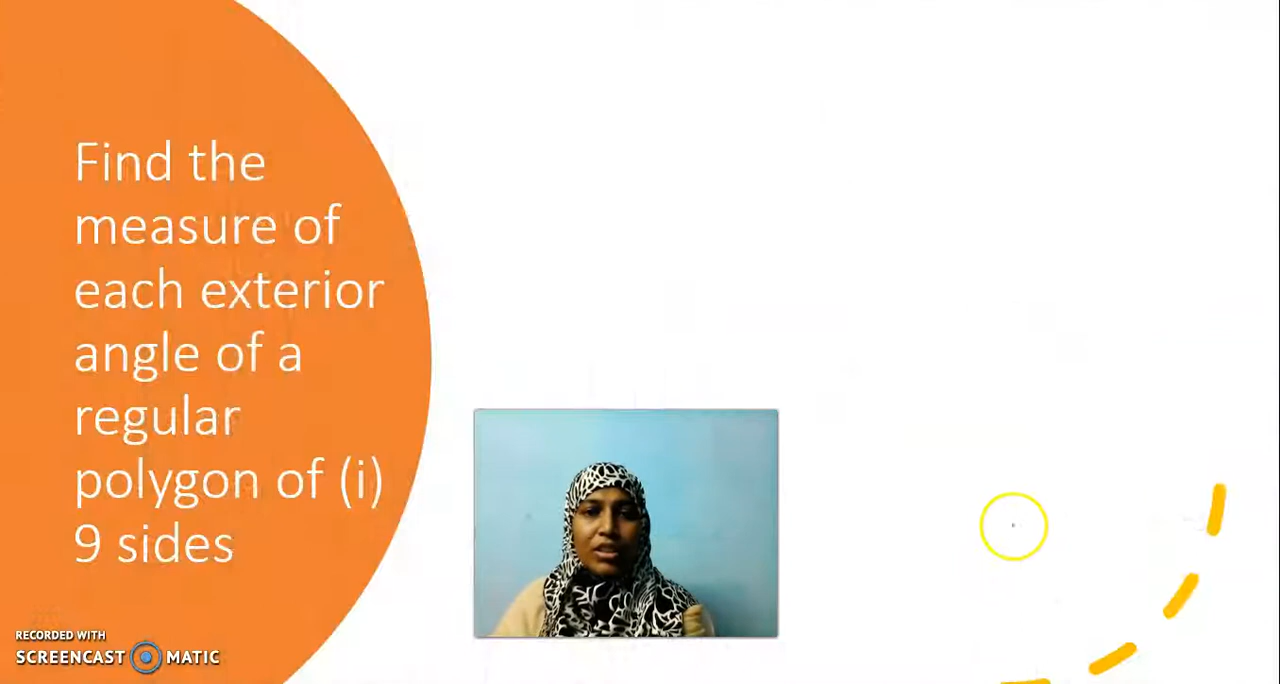 Find the
measure of
each exterior
angle of a
regular
polygon of (i)
9 sides
RECORDED WITH
SCREENCAST MATIC